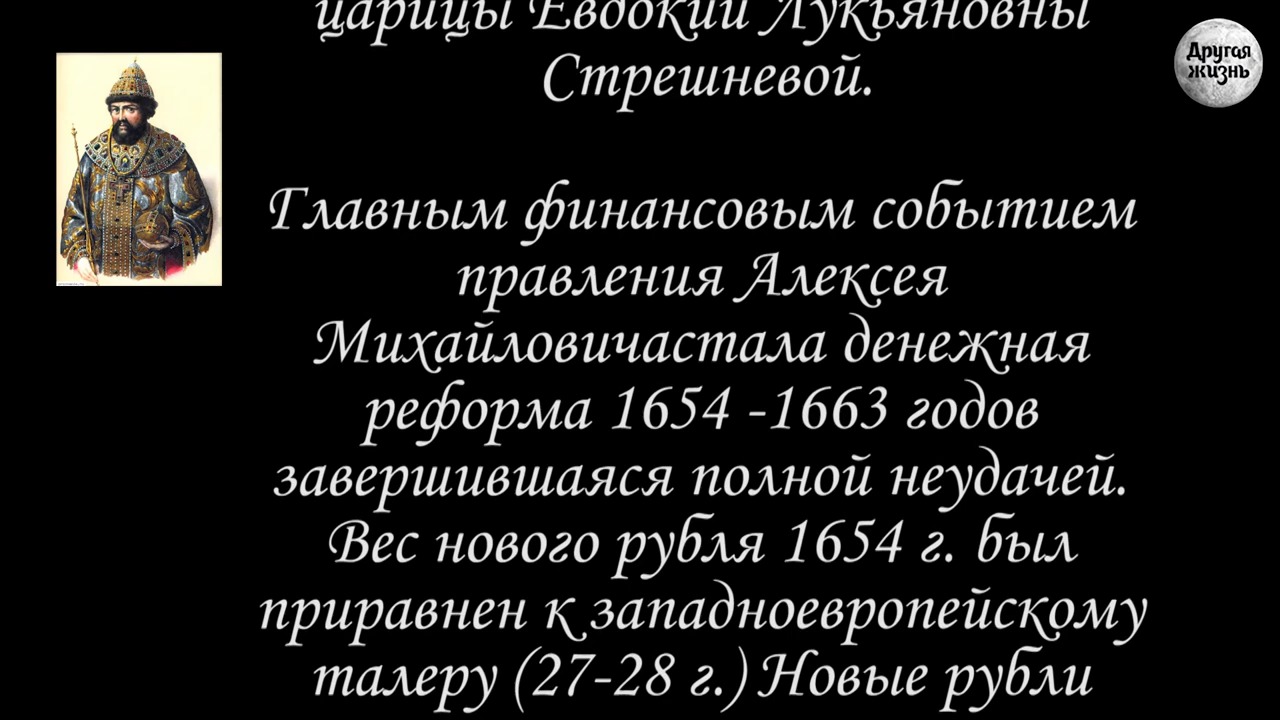 царицы Евдокии Лукьяновны
Стрешневой.
Другая
жизнь
Главным финансовым событием
правления Алексея
Михайловичастала денежная
реформа 1654 -1663 годов
завершившаяся полной неудачей.
Вес нового рубля 1654 г. был
приравнен к западноевропейскому
талеру (27-28 г.) Новые рубли